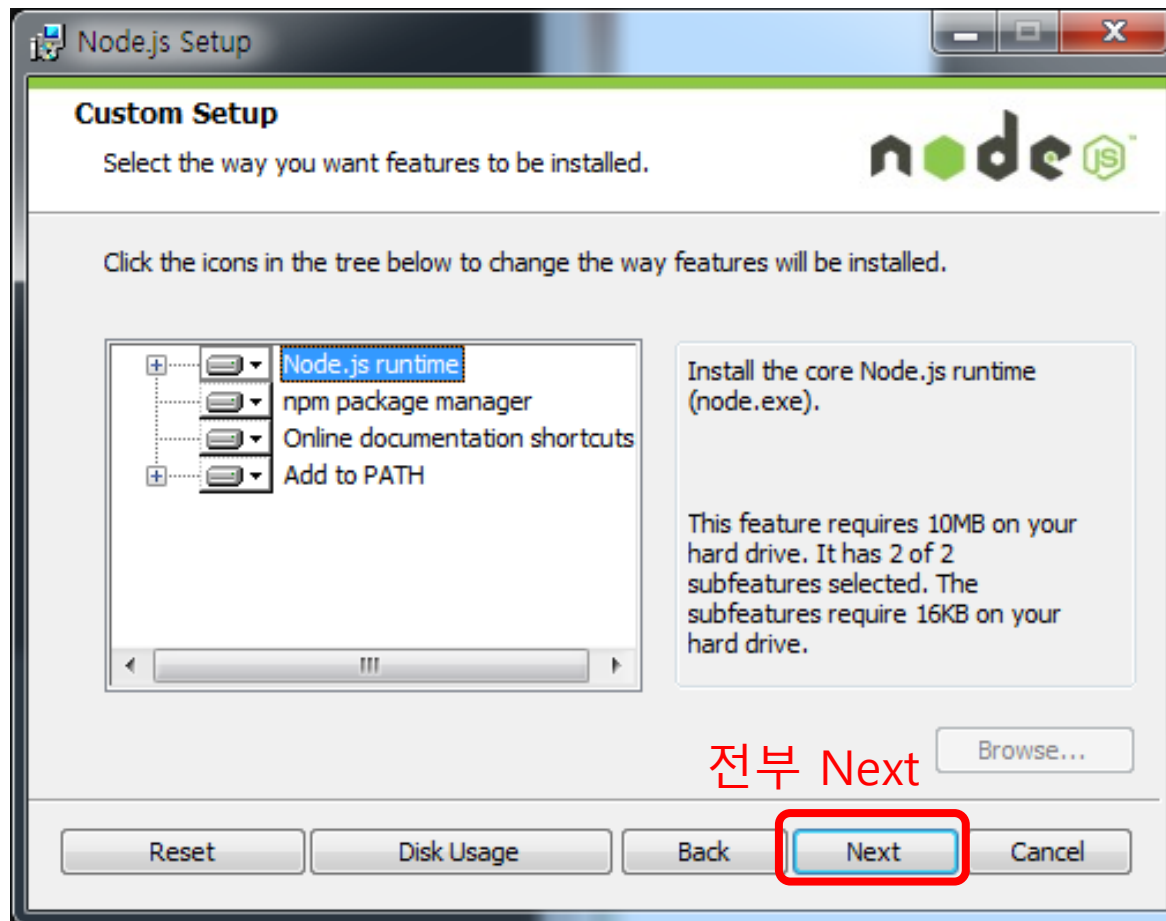 Node.js Setup
Custom Setup
Select the way you want features to be installed.
node JS
Click the icons in the tree below to change the way features will be installed.
Node.js runtime
npm package manager
Online documentation shortcuts
Add to PATH
Install the core Node.js runtime
(node.exe).
This feature requires 10MB on your
hard drive. It has 2 of 2
subfeatures selected. The
subfeatures require 16KB on your
hard drive.
전부 Next
Browse...
Reset
Disk Usage
Back
Next
Cancel